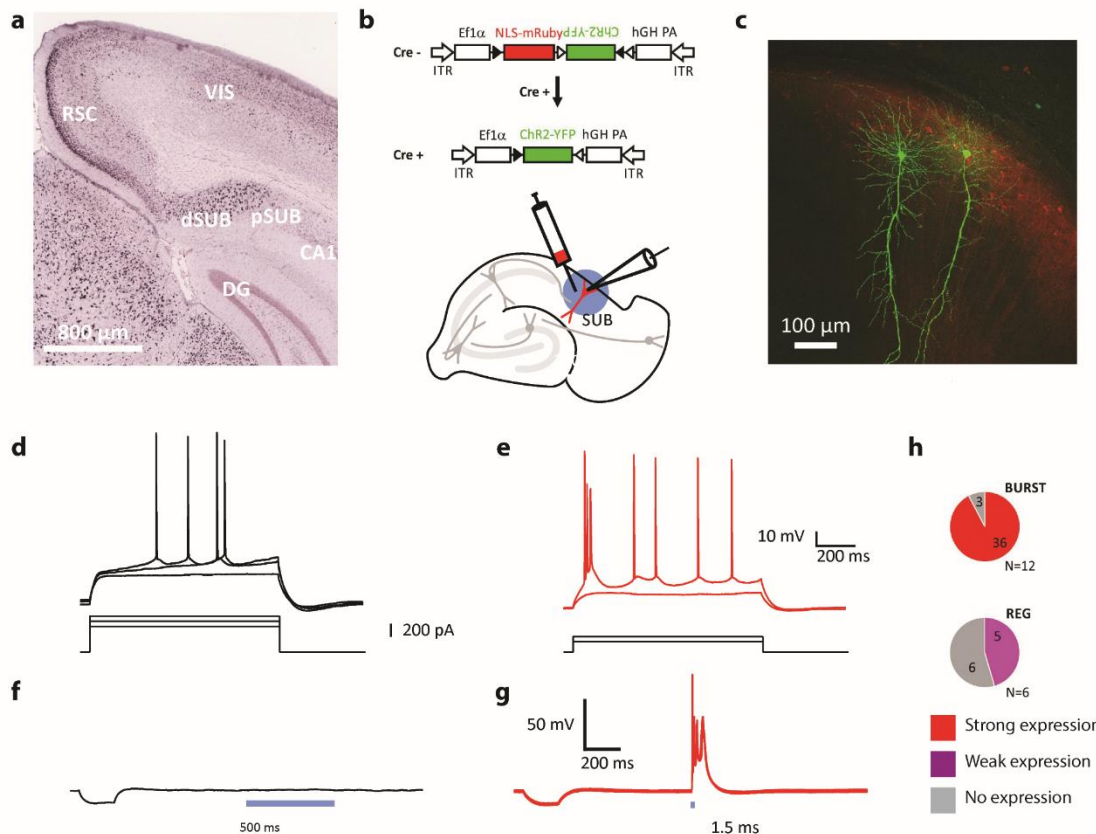 a
RSC
VIS
dSUB
pSUB
CA1
DG
800 µm
b
Ef1α NLS-mRuby ChR2-YFP hGH PA
Cre -
ITR
ITR
Cre +
Ef1α ChR2-YFP hGH PA
Cre +
ITR
ITR
SUB
c
100 µm
d
200 pA
e
10 mV
200 ms
f
500 ms
g
50 mV
200 ms
1.5 ms
h
BURST
3
36
N=12
REG
5
6
N=6
Strong expression
Weak expression
No expression